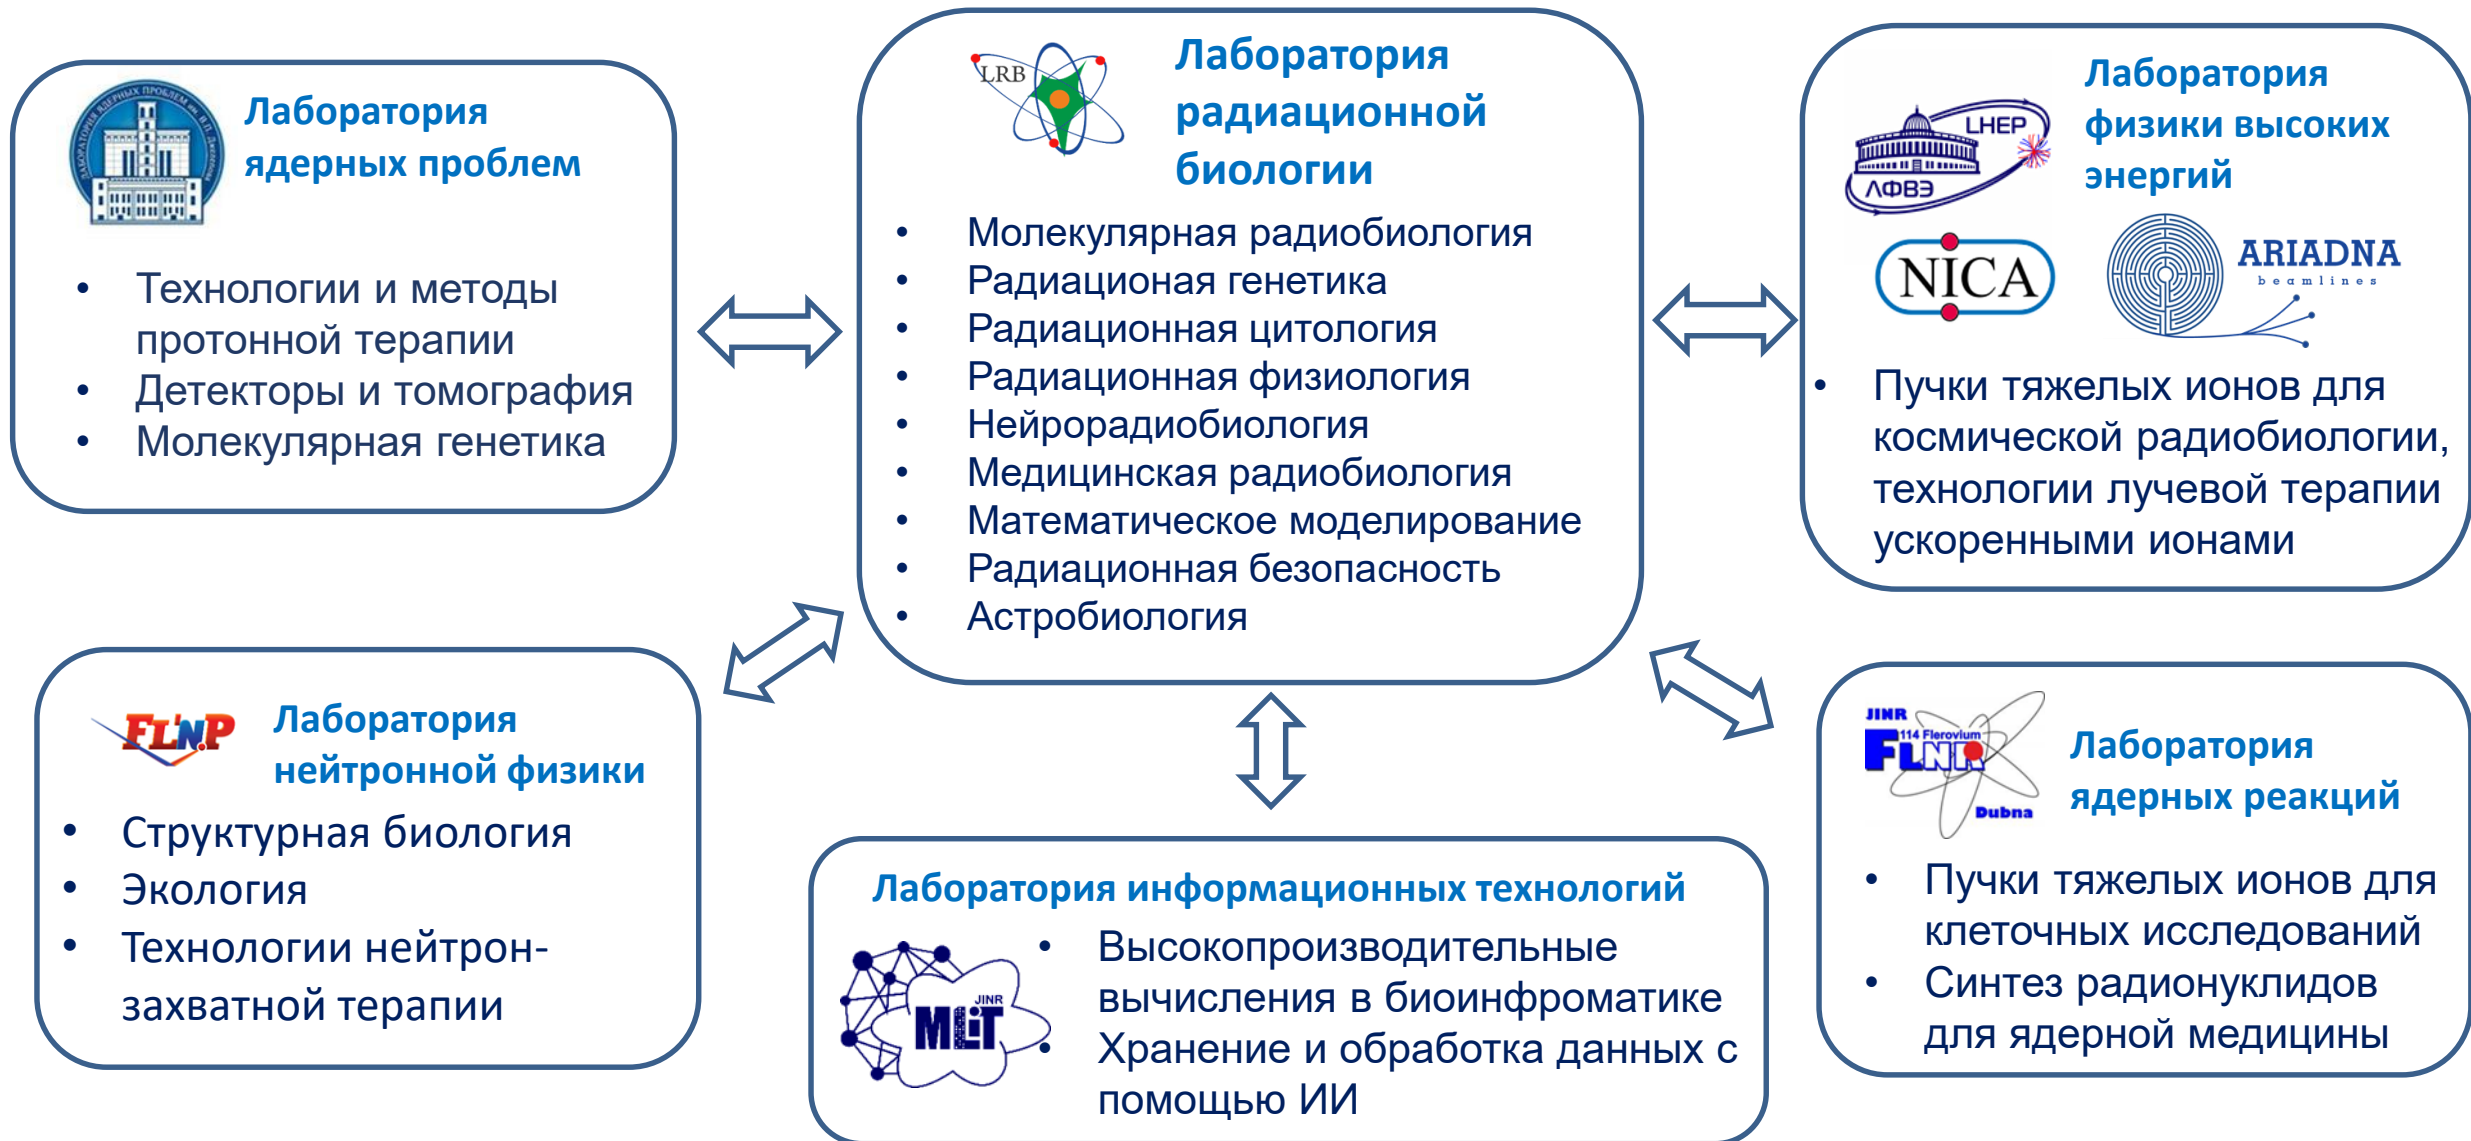 ЛАБОРАТОРИЯ ЯДЕРНЫХ ПРОБЛЕМ им. В.П.
Лаборатория
ядерных проблем
• Технологии и методы
протонной терапии
• Детекторы и томография
• Молекулярная генетика
LRB
Лаборатория
радиационной
биологии
• Молекулярная радиобиология
• Радиационая генетика
• Радиационная цитология
• Радиационная физиология
• Нейрорадиобиология
• Медицинская радиобиология
• Математическое моделирование
• Радиационная безопасность
• Астробиология
LHEP
ЛФВЭ
Лаборатория
физики высоких
энергий
NICA
ARIADNA
beamlines
• Пучки тяжелых ионов для
космической радиобиологии,
технологии лучевой терапии
ускоренными ионами
FLNP
Лаборатория
нейтронной физики
• Структурная биология
• Экология
• Технологии нейтрон-
захватной терапии
Лаборатория информационных технологий
JINR
MLIT
• Высокопроизводительные
вычисления в биоинфроматике
• Хранение и обработка данных с
помощью ИИ
JINR
114 Flerovium
FLNR
Dubna
Лаборатория
ядерных реакций
• Пучки тяжелых ионов для
клеточных исследований
• Синтез радионуклидов
для ядерной медицины